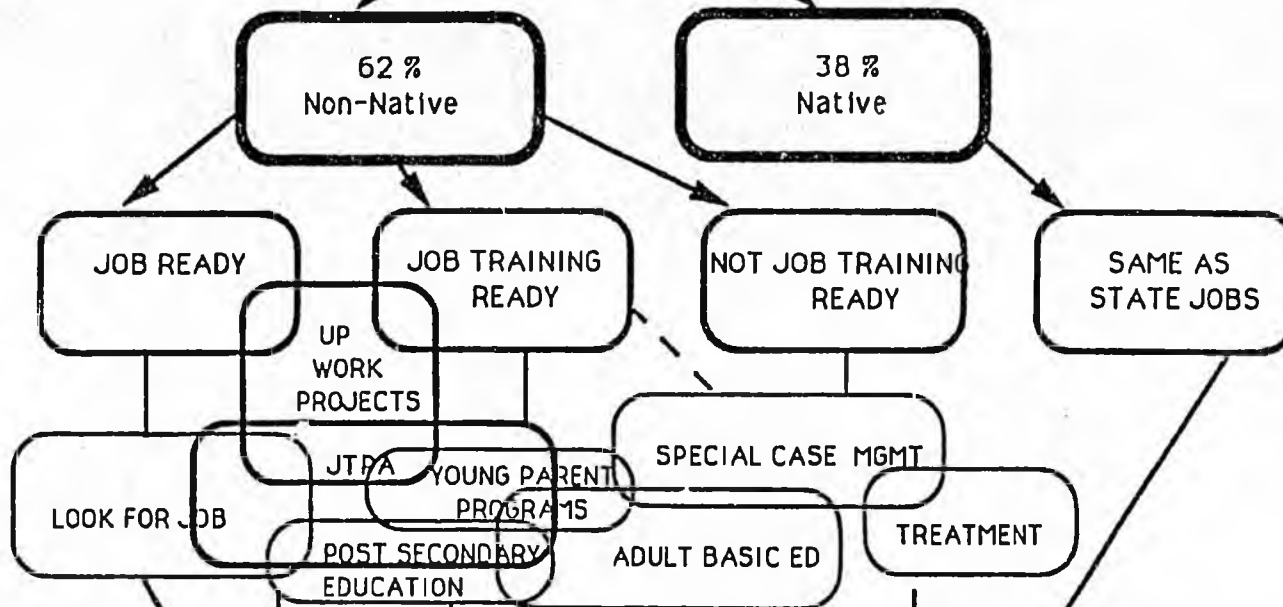 62 %
Non-Native
38 %
Native
JOB READY
JOB TRAINING
READY
NOT JOB TRAINING
READY
SAME AS
STATE JOBS
UP
WORK
PROJECTS
JTPA
YOUNG PARENT
PROGRAMS
SPECIAL CASE MGMT
LOOK FOR JOB
POST SECONDARY
EDUCATION
ADULT BASIC ED
TREATMENT